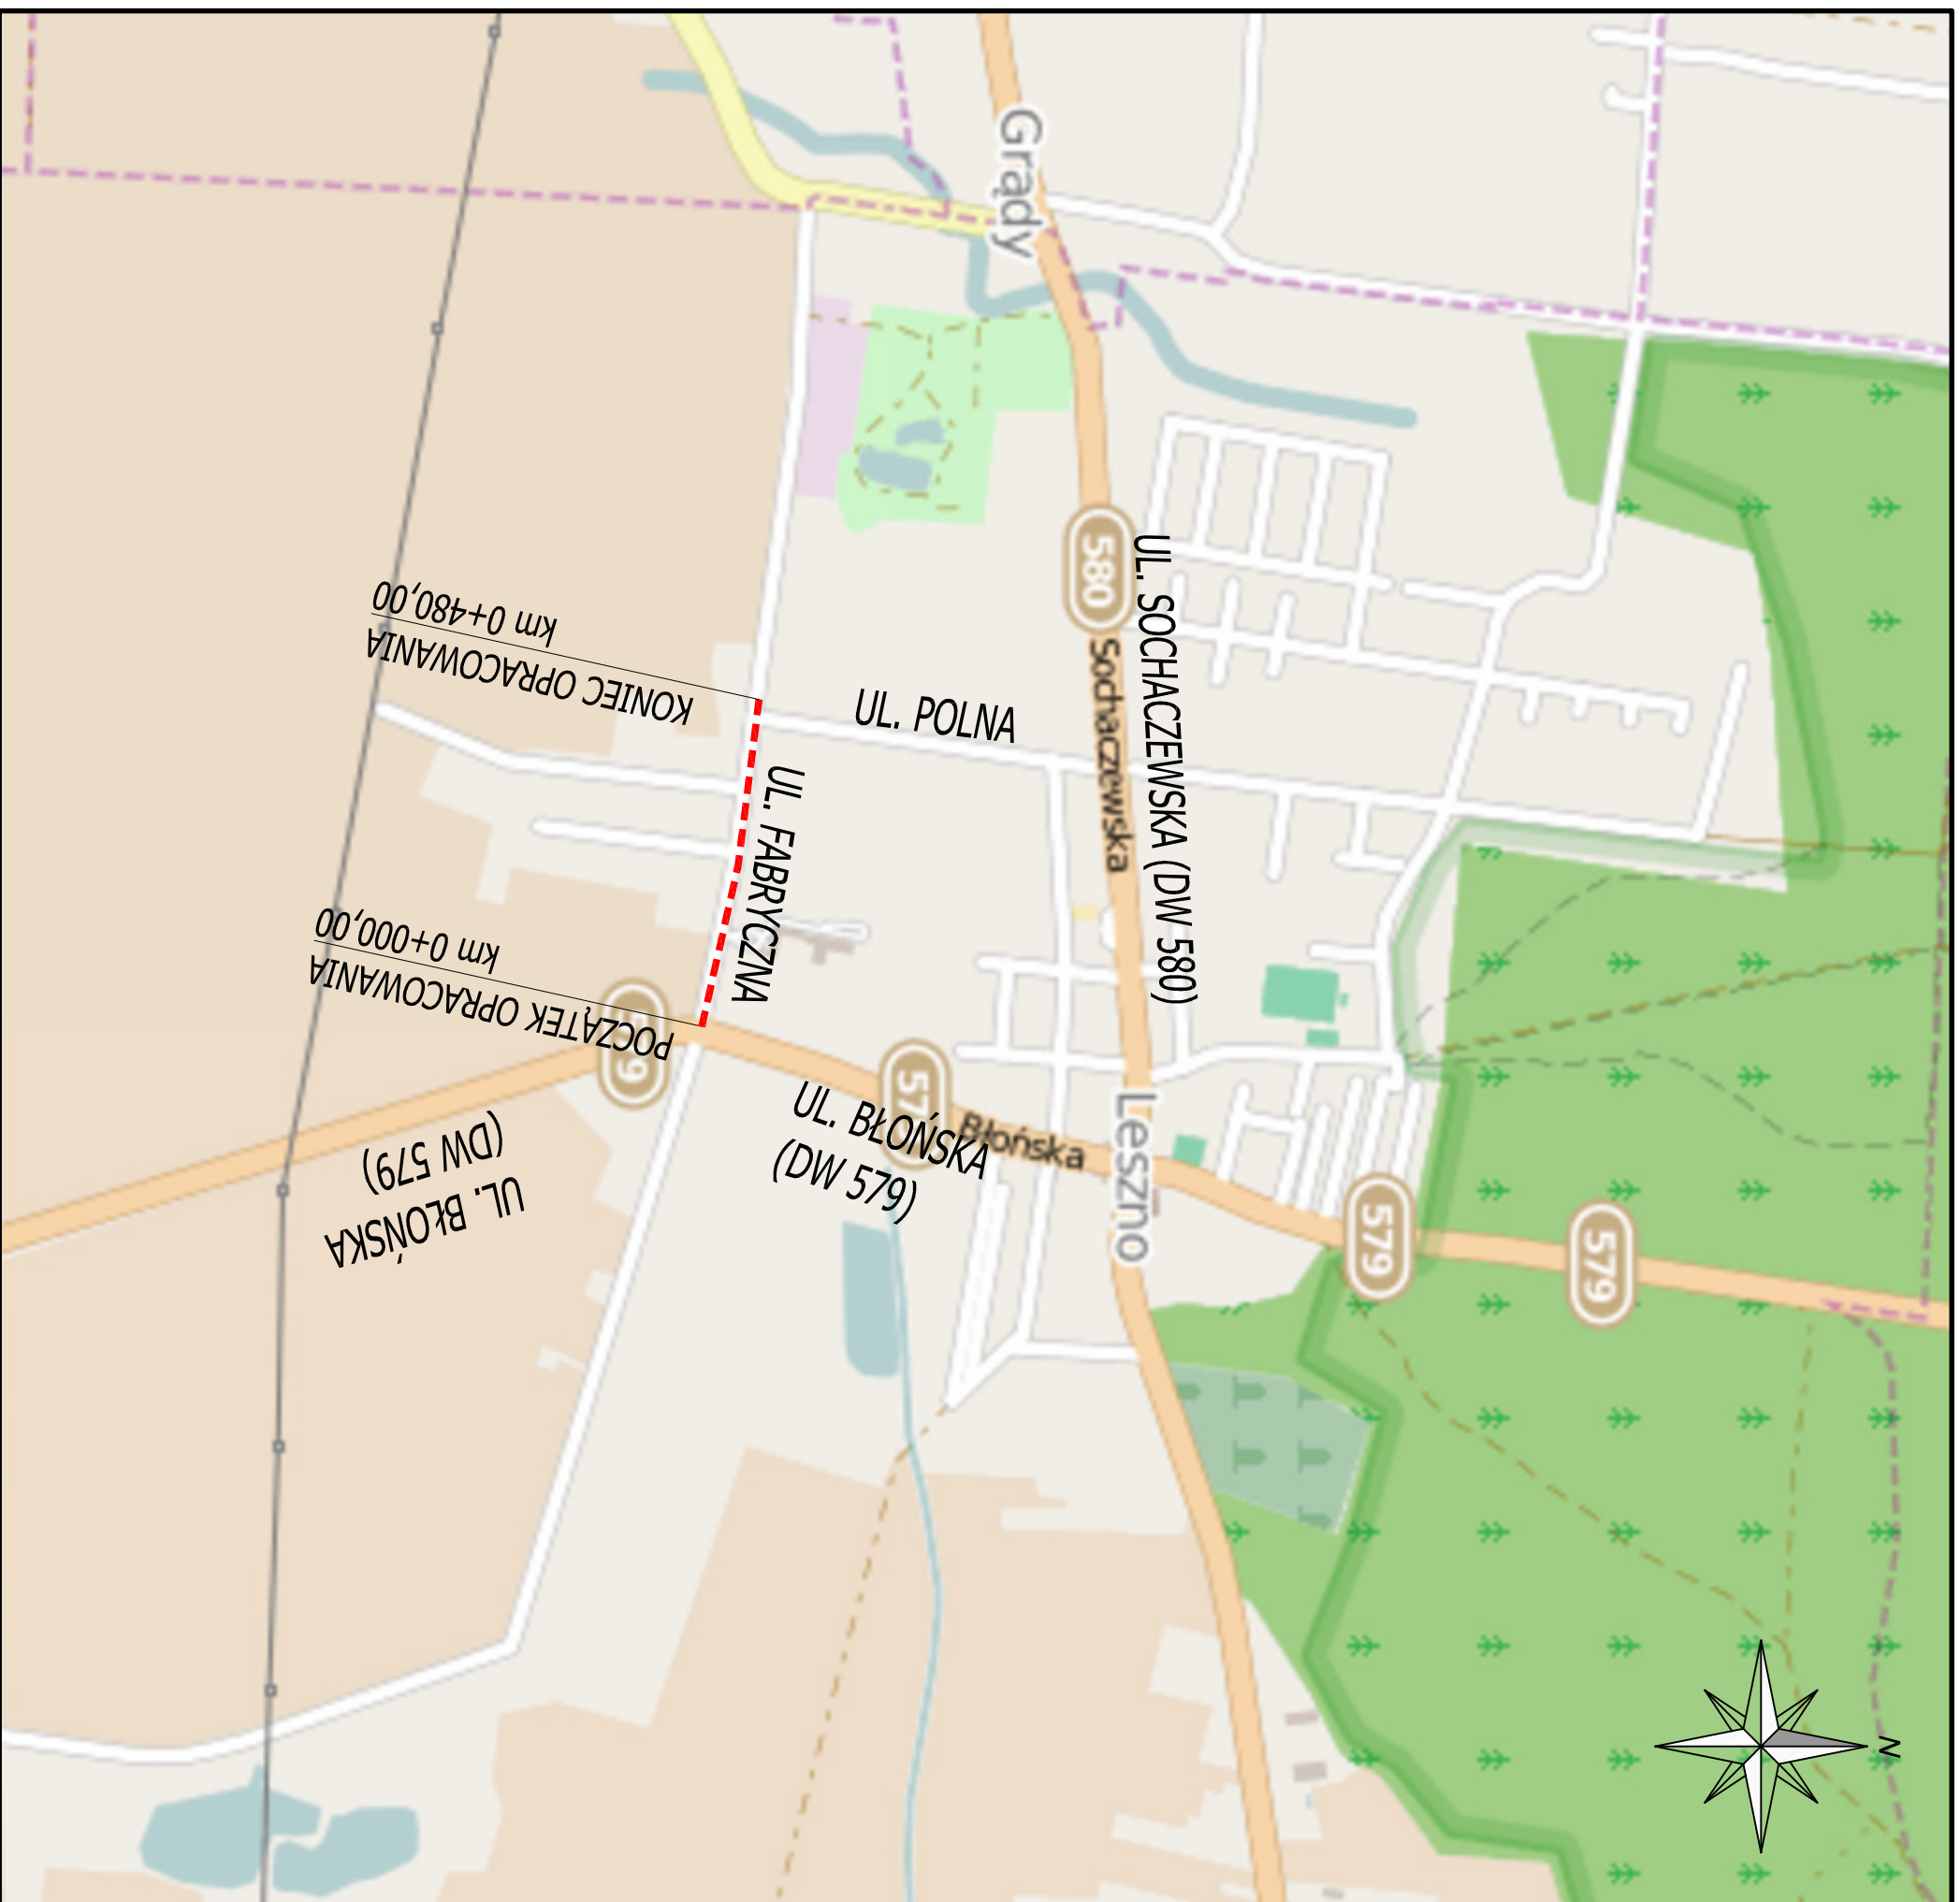 Grądy
580
UL. SOCHACZEWSKA (DW 580)
Sochaczewska
km 0+480,00
KONIEC OPRACOWANIA
UL. POLNA
UL. FABRYCZNA
km 0+000,00
POCZĄTEK OPRACOWANIA
UL. BŁOŃSKA
(DW 579)
UL. BŁOŃSKA
(DW 579)
Błońska
Leszno
579
579
N